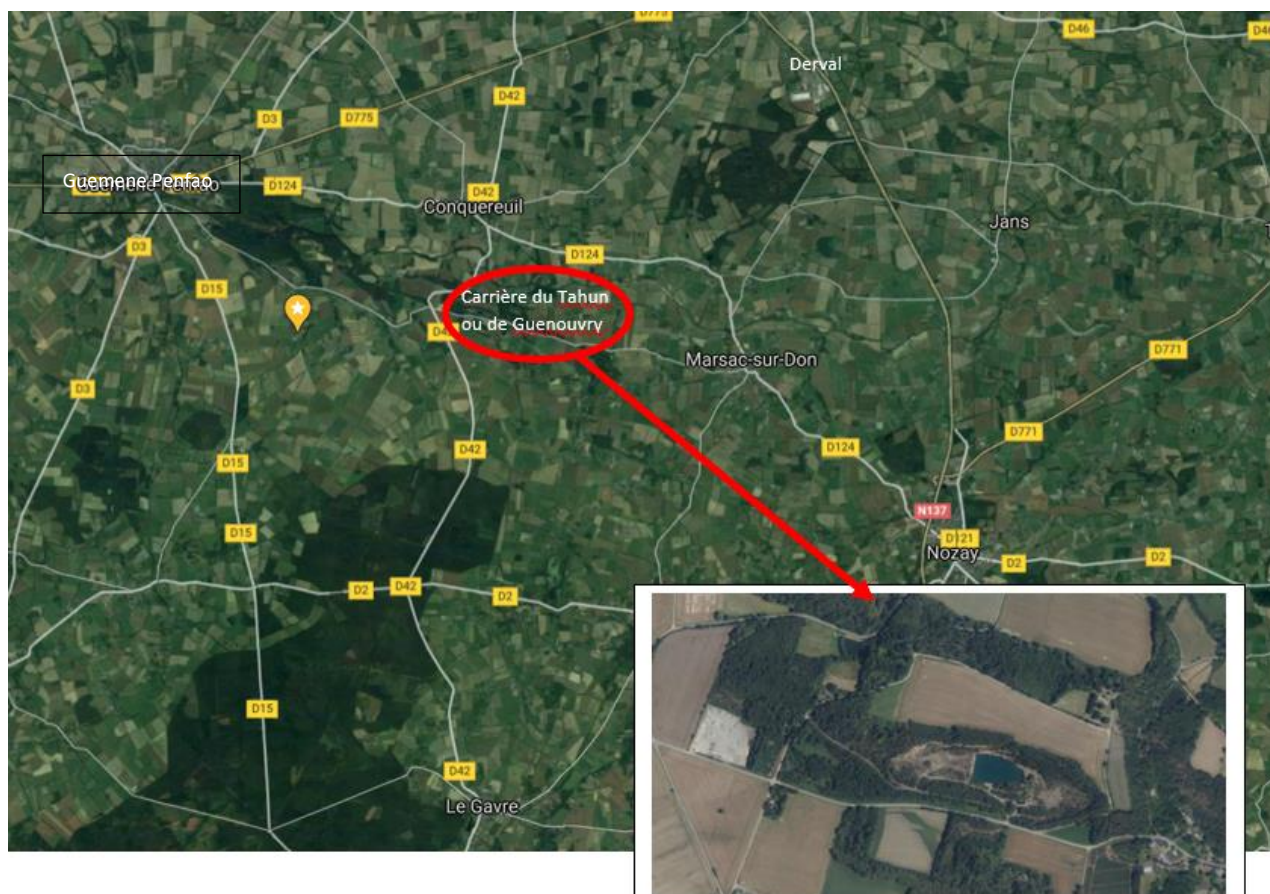 D775
D46
D46
Derval
D42
D3
D775
Guemene Penfao
D124
D42
Conquereuil
Jans
D3
D124
D15
Carrière du Tahun
ou de Guenouvry
D771
Marsac-sur-Don
D3
D42
D771
D124
D15
N137
D15
D121
Nozay
D2
D2
D42
D2
D15
D42
Le Gavre